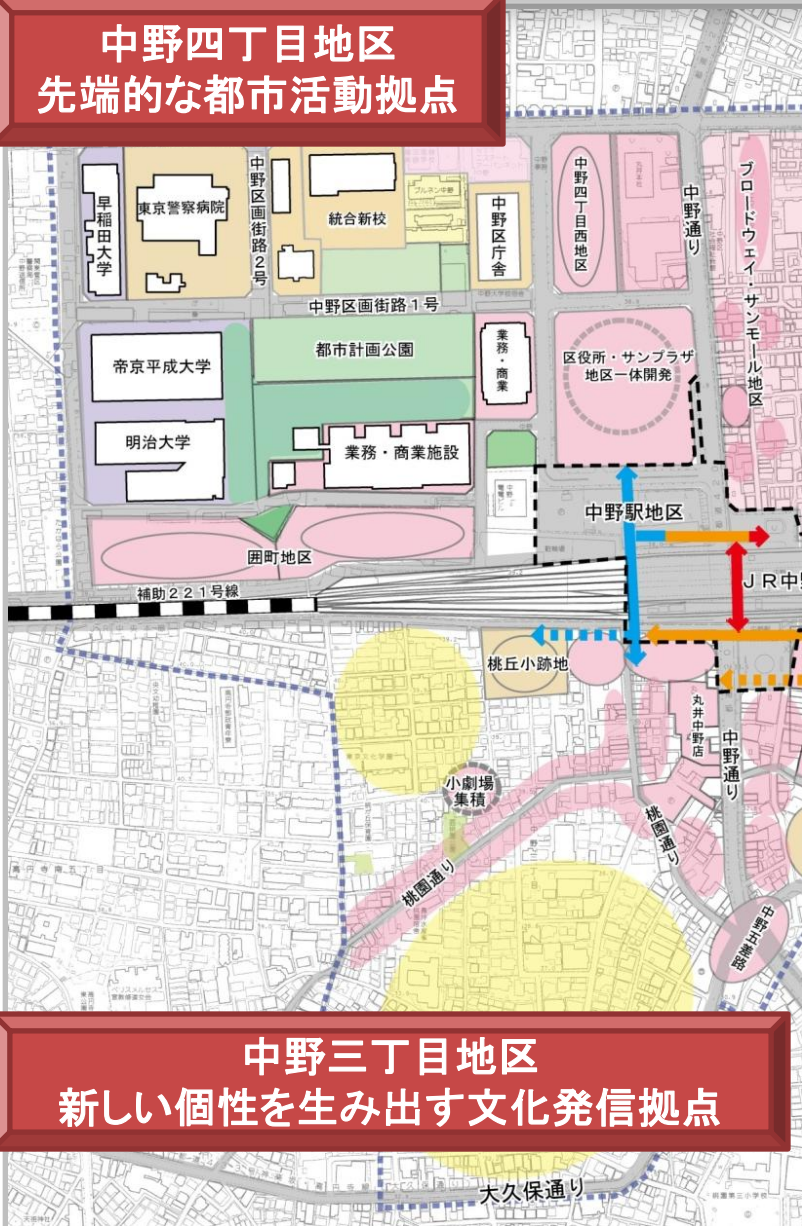 中野四丁目地区
先端的な都市活動拠点
早稲田大学
東京警察病院
中野区画街路2号
統合新校
中野区庁舎
中野四丁目西地区
中野通り
ブロードウェイ・サンモール地区
中野区画街路1号
帝京平成大学
都市計画公園
業務・商業
区役所・サンプラザ
地区一体開発
明治大学
業務・商業施設
中野駅地区
囲町地区
補助221号線
JR中
桃丘小跡地
丸井中野店
小劇場
集積
中野通り
桃園通り
桃園通り
中野五差路
中野三丁目地区
新しい個性を生み出す文化発信拠点
大久保通り
桃園第三小学校